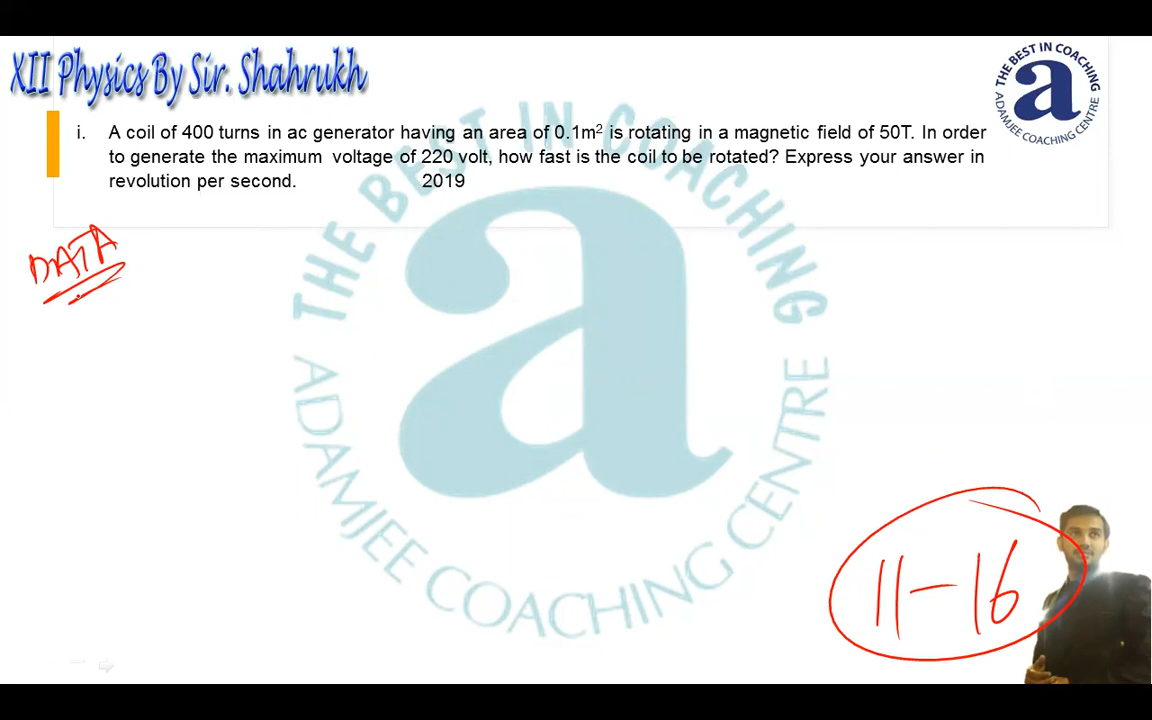 XII Physics By Sir. Shahrukh
THE BEST IN COACHING
a
ADAMJEE COACHING CENTRE
i. A coil of 400 turns in ac generator having an area of 0.1m² is rotating in a magnetic field of 50T. In order
to generate the maximum voltage of 220 volt, how fast is the coil to be rotated? Express your answer in
revolution per second. 2019
DATA
THE BEST IN COACHING
a
ADAMJEE COACHING CENTRE
11-16